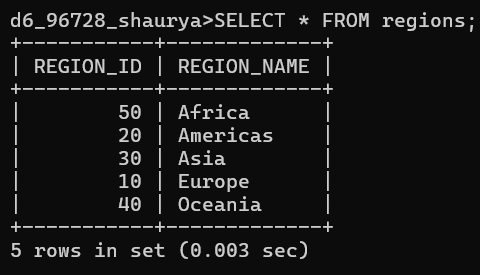 d6_96728_shaurya>SELECT * FROM regions;
+-----------+-------------+
| REGION_ID | REGION_NAME |
+-----------+-------------+
|        50 | Africa      |
|        20 | Americas    |
|        30 | Asia        |
|        10 | Europe      |
|        40 | Oceania     |
+-----------+-------------+
5 rows in set (0.003 sec)